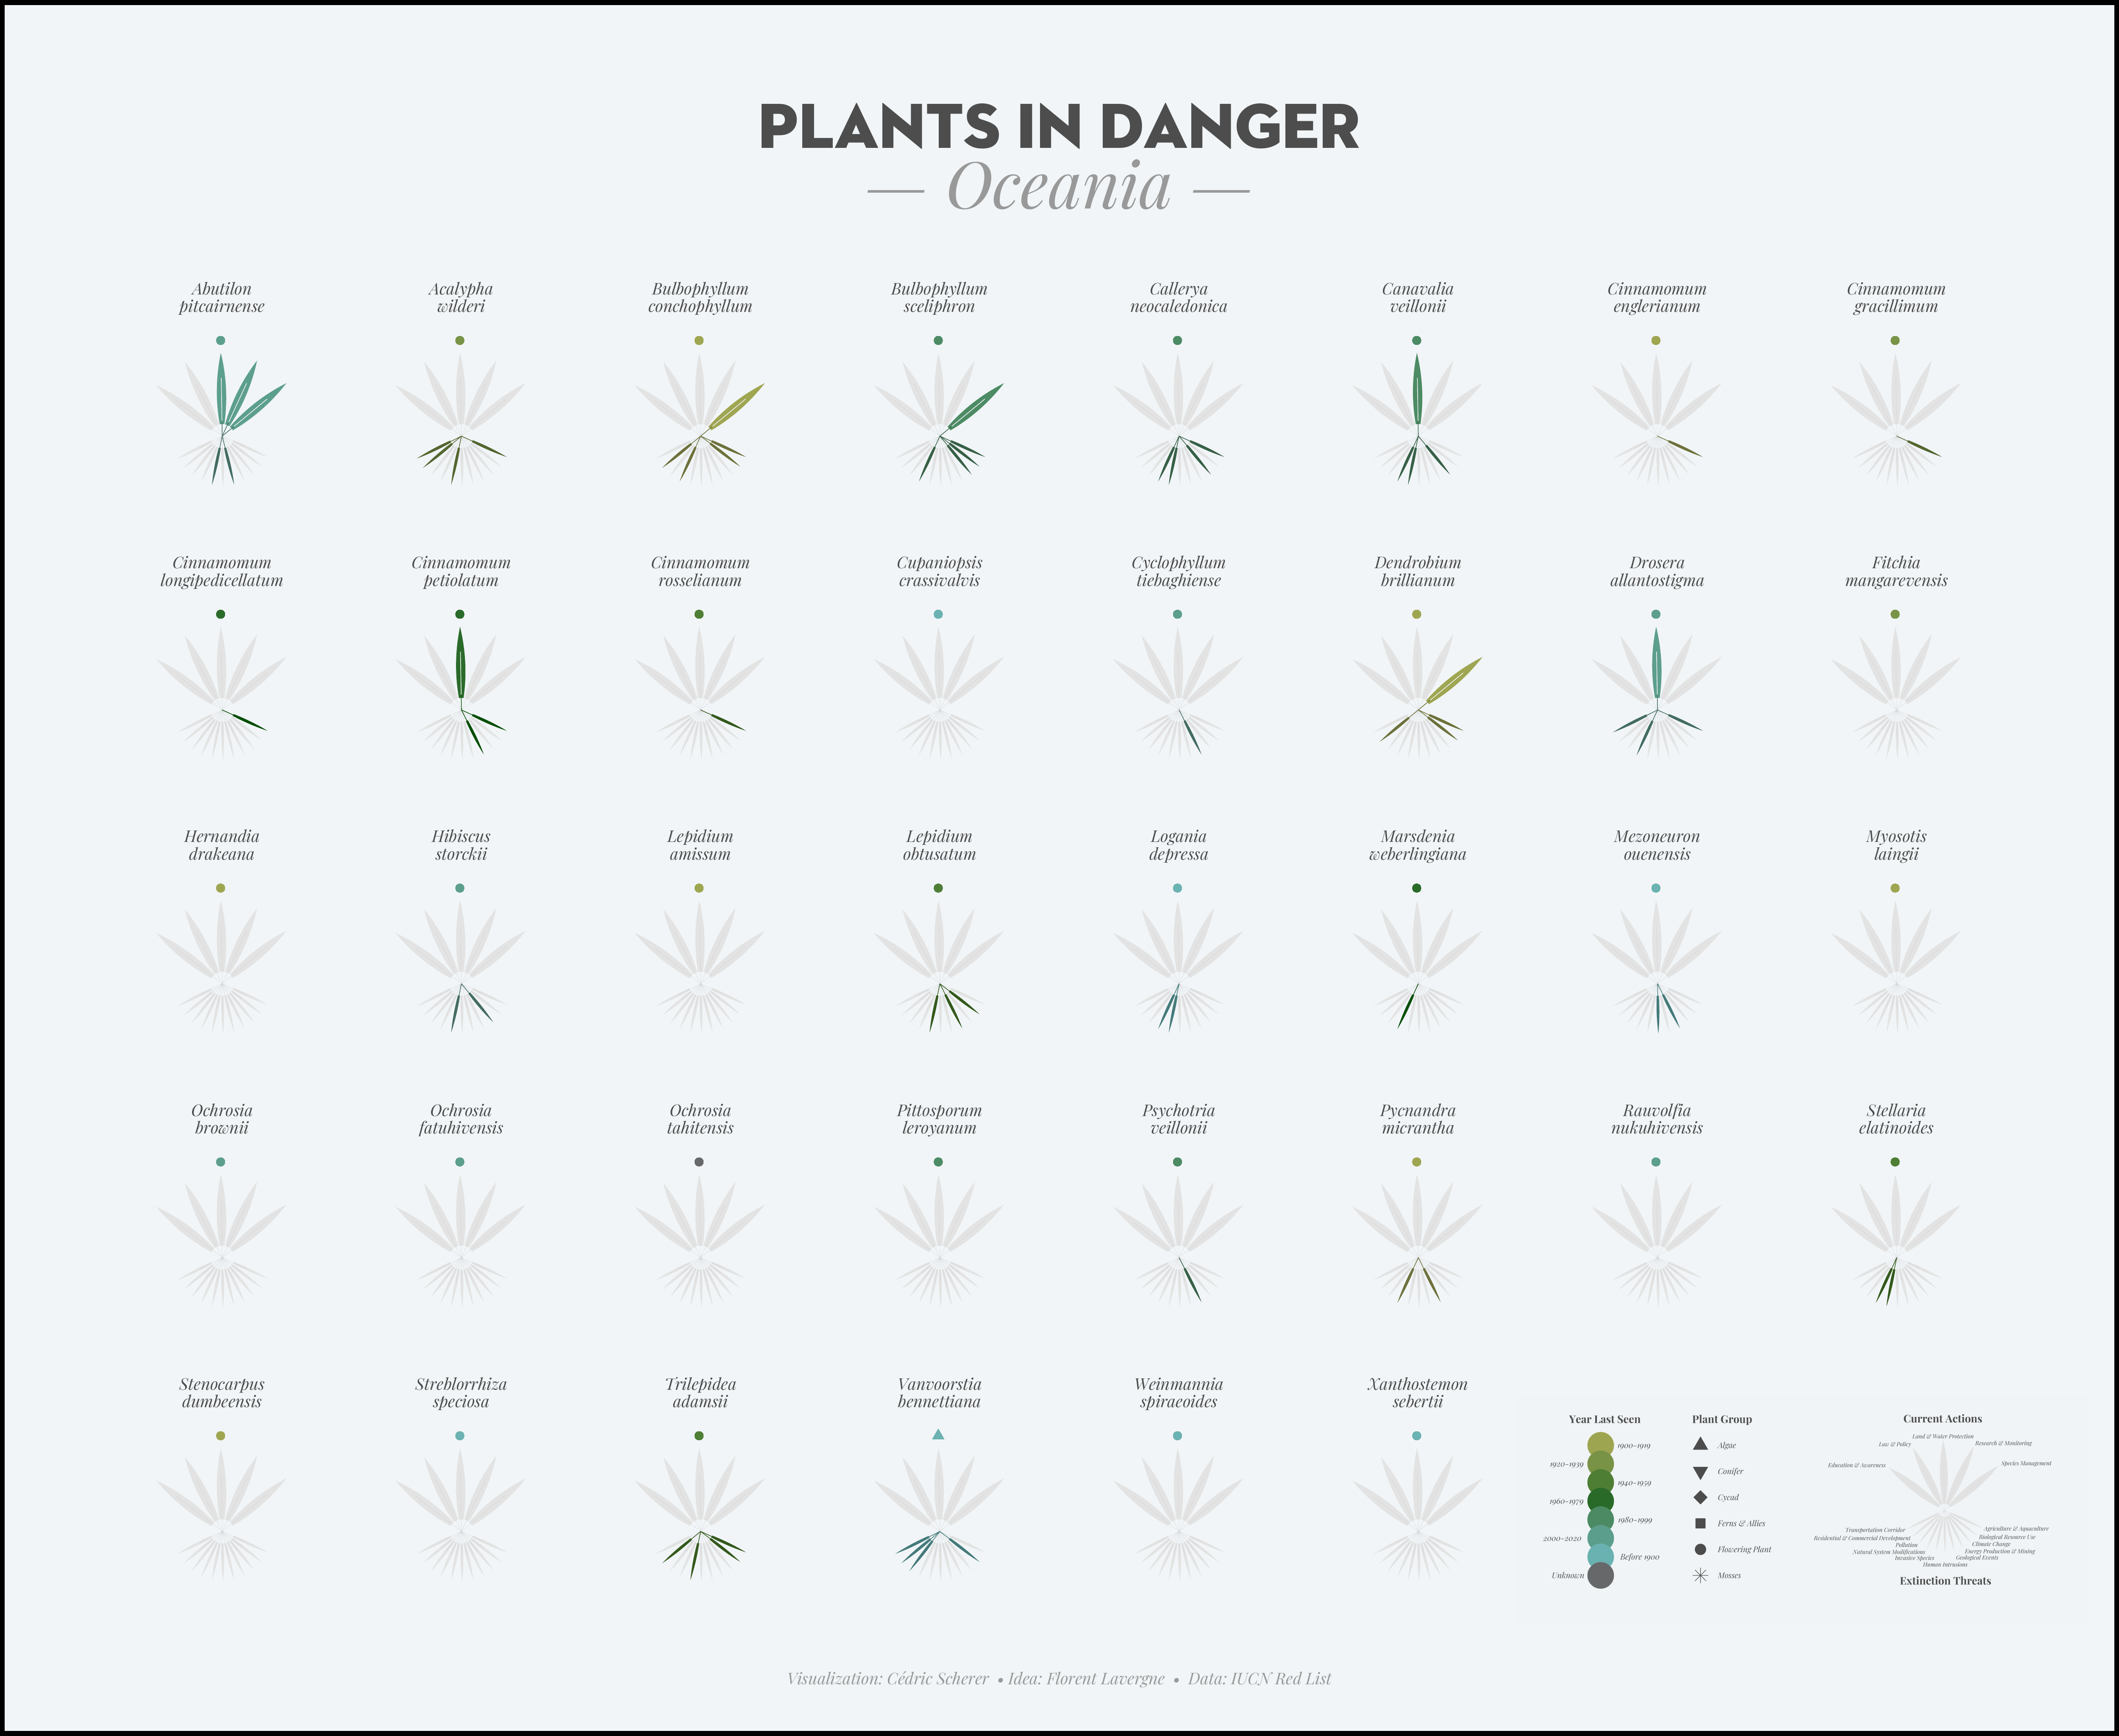 PLANTS IN DANGER
— Oceania —
Abutilon
pitcairnense
Acalypha
wilderi
Bulbophyllum
conchophyllum
Bulbophyllum
sceliphron
Callerya
neocaledonica
Canavalia
veillonii
Cinnamomum
englerianum
Cinnamomum
gracillimum
Cinnamomum
longipedicellatum
Cinnamomum
petiolatum
Cinnamomum
rosselianum
Cupaniopsis
crassivalvis
Cyclophyllum
tiebaghiense
Dendrobium
brillianum
Drosera
allantostigma
Fitchia
mangarevensis
Hernandia
drakeana
Hibiscus
storckii
Lepidium
amissum
Lepidium
obtusatum
Logania
depressa
Marsdenia
weberlingiana
Mezoneuron
ouenensis
Myosotis
laingii
Ochrosia
brownii
Ochrosia
fatuhivensis
Ochrosia
tahitensis
Pittosporum
leroyanum
Psychotria
veillonii
Pycnandra
micrantha
Rauvolfia
nukuhivensis
Stellaria
elatinoides
Stenocarpus
dumbeensis
Streblorrhiza
speciosa
Trilepidea
adamsii
Vanvoorstia
bennettiana
Weinmannia
spiraeoides
Xanthostemon
sebertii
Year Last Seen
1900-1919
1920-1939
1940-1959
1960-1979
1980-1999
2000-2020
Before 1900
Unknown
Plant Group
Algae
Conifer
Cycad
Ferns & Allies
Flowering Plant
Mosses
Current Actions
Land & Water Protection
Law & Policy
Research & Monitoring
Education & Awareness
Species Management
Transportation Corridor
Agriculture & Aquaculture
Residential & Commercial Development
Biological Resource Use
Pollution
Climate Change
Natural System Modifications
Energy Production & Mining
Invasive Species
Geological Events
Human Intrusions
Extinction Threats
Visualization: Cédric Scherer • Idea: Florent Lavergne • Data: IUCN Red List